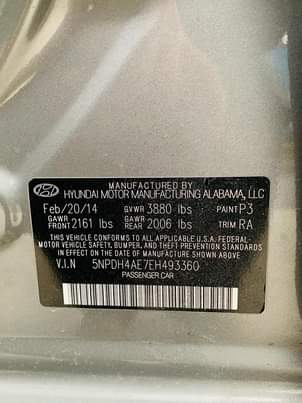 HYUNDAI MOTOR MANUFACTURING ALABAMA, LLC
Feb/20/14 GVWR 3880 lbs PAINT P3
GAWR FRONT 2161 lbs GAWR REAR 2006 lbs TRIM RA
THIS VEHICLE CONFORMS TO ALL APPLICABLE U.S. FEDERAL-
MOTOR VEHICLE SAFETY, BUMPER, AND THEFT PREVENTION
STANDARDS IN EFFECT ON THE DATE OF MANUFACTURE SHOWN ABOVE.
V.I.N 5NPDH4AE7EH493360
PASSENGER CAR